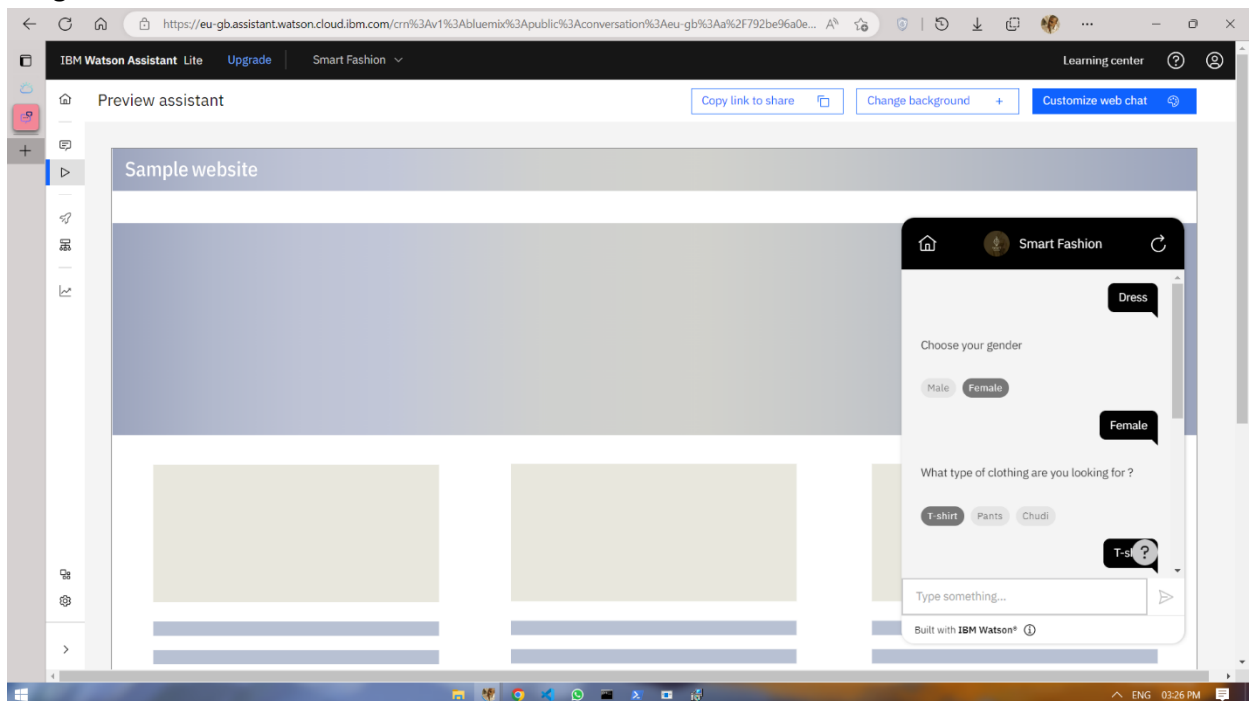 https://eu-gb.assistant.watson.cloud.ibm.com/crn%3Av1%3Abluemix%3Apublic%3Aconversation%3Aeu-gb%3Aa%2F792be96a0e...
IBM Watson Assistant Lite Upgrade Smart Fashion Learning center
Preview assistant Copy link to share Change background + Customize web chat
Sample website
Smart Fashion
Dress
Choose your gender
Male Female
Female
What type of clothing are you looking for ?
T-shirt Pants Chudi
Type something...
Built with IBM Watson®
ENG 03:26 PM